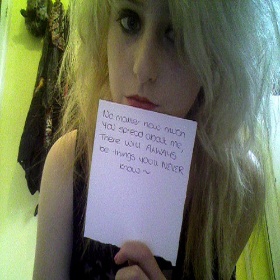 No matter how much
you spread about me,
There will ALWAYS
be things you'll NEVER
know~